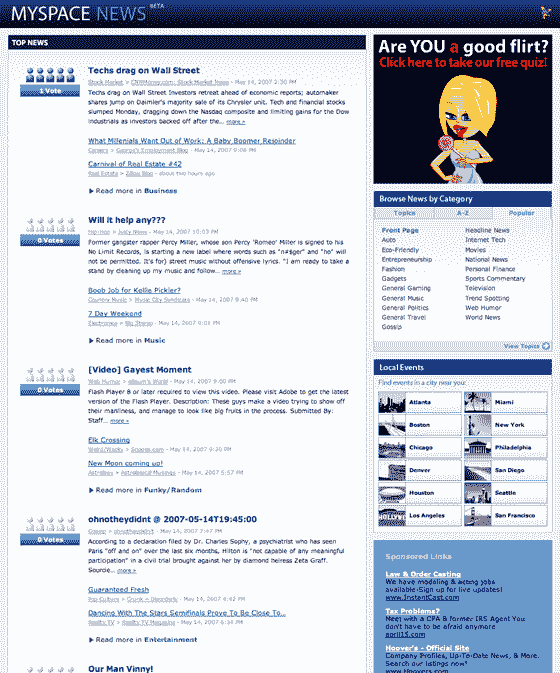 MYSPACE NEWS BETA
TOP NEWS
1 Vote
Techs drag on Wall Street
Stock Market > CNNMoney.com: Stock Market News - May 14, 2007 2:30 PM
Techs drag on Wall Street Investors retreat ahead of economic reports; automaker
shares jump on Daimler's majority sale of its Chrysler unit. Tech and financial stocks
slumped Monday, dragging down the Nasdaq composite and limiting gains for the Dow
Industrials as investors backed off after the... more »
What Millenials Want Out of Work: A Baby Boomer Rejoinder
Careers > George's Employment Blog - May 14, 2007 9:06 PM
Carnival of Real Estate #42
Real Estate > Zillow Blog - about two hours ago
Read more in Business
0 Votes
Will it help any???
Hip-Hop > Juicy News - May 14, 2007 10:03 PM
Former gangster rapper Percy Miller, whose son Percy 'Romeo' Miller is signed to his
No Limit Records, is starting a new label where words such as "n#gger" and "ho" will
not be permitted. It's for) street music without offensive lyrics. "I am ready to take a
stand by cleaning up my music and follow... more »
Boob Job for Kellie Pickler?
Country Music > Music City Syndicate - May 14, 2007 9:40 PM
7 Day Weekend
Electronica > Big Stereo - May 14, 2007 9:01 PM
Read more in Music
0 Votes
[Video] Gayest Moment
Web Humor > eBaum's World - May 14, 2007 9:00 PM
Flash Player 8 or later required to view this video. Please visit Adobe to get the latest
version of the Flash Player. Description: These guys make a video trying to show off
their manliness, and manage to look like big fruits in the process. Submitted By:
Staff... more »
Elk Crossing
Weird/Wacky > - May 14, 2007 9:20 PM
New Moon coming!
Astrology > Astrological Musings - May 14, 2007 5:57 PM
Read more in Funky/Random
0 Votes
ohnotheydidnt @ 2007-05-14T19:45:00
Gossip > ohnotheydidnt - May 14, 2007 7:47 PM
According to a declaration filed by Dr. Charles Sophy, a psychiatrist who has seen
Paris "off and on" over the last six months, Hilton is "not capable of any meaningful
participation" in a civil trial brought against her by diamond heiress Zeta Graff.
Source... more »
Guaranteed Fresh
Pop Culture > - May 14, 2007 4:42 PM
Dancing With The Stars Semifinals Prove To Be Close To...
Reality TV > Reality TV Magazine - May 14, 2007 6:34 PM
Read more in Entertainment
Our Man Vinny!
Are YOU a good flirt?
Click here to take our free quiz!
Browse News by Category
Topics A-Z Popular
Front Page Headline News
Auto Internet Tech
Eco-Friendly Movies
Entrepreneurship National News
Fashion Personal Finance
Gadgets Sports Commentary
General Gaming Television
General Music Trend Spotting
General Politics Web Humor
General Travel World News
Gossip
View Topics
Local Events
Find events in a city near you:
Atlanta Miami
Boston New York
Chicago Philadelphia
Denver San Diego
Houston Seattle
Los Angeles San Francisco
Sponsored Links
Law & Order Casting
We have modeling & acting jobs
available-Sign up for live updates!
www.InstantCast.com
Tax Problems?
Meet with a CPA & former IRS Agent You
don't have to be afraid anymore
april15.com
Hoover's - Official Site
Company Profiles, Up-To-Date News, & More.
Search our listings now!
www.Hoovers.com